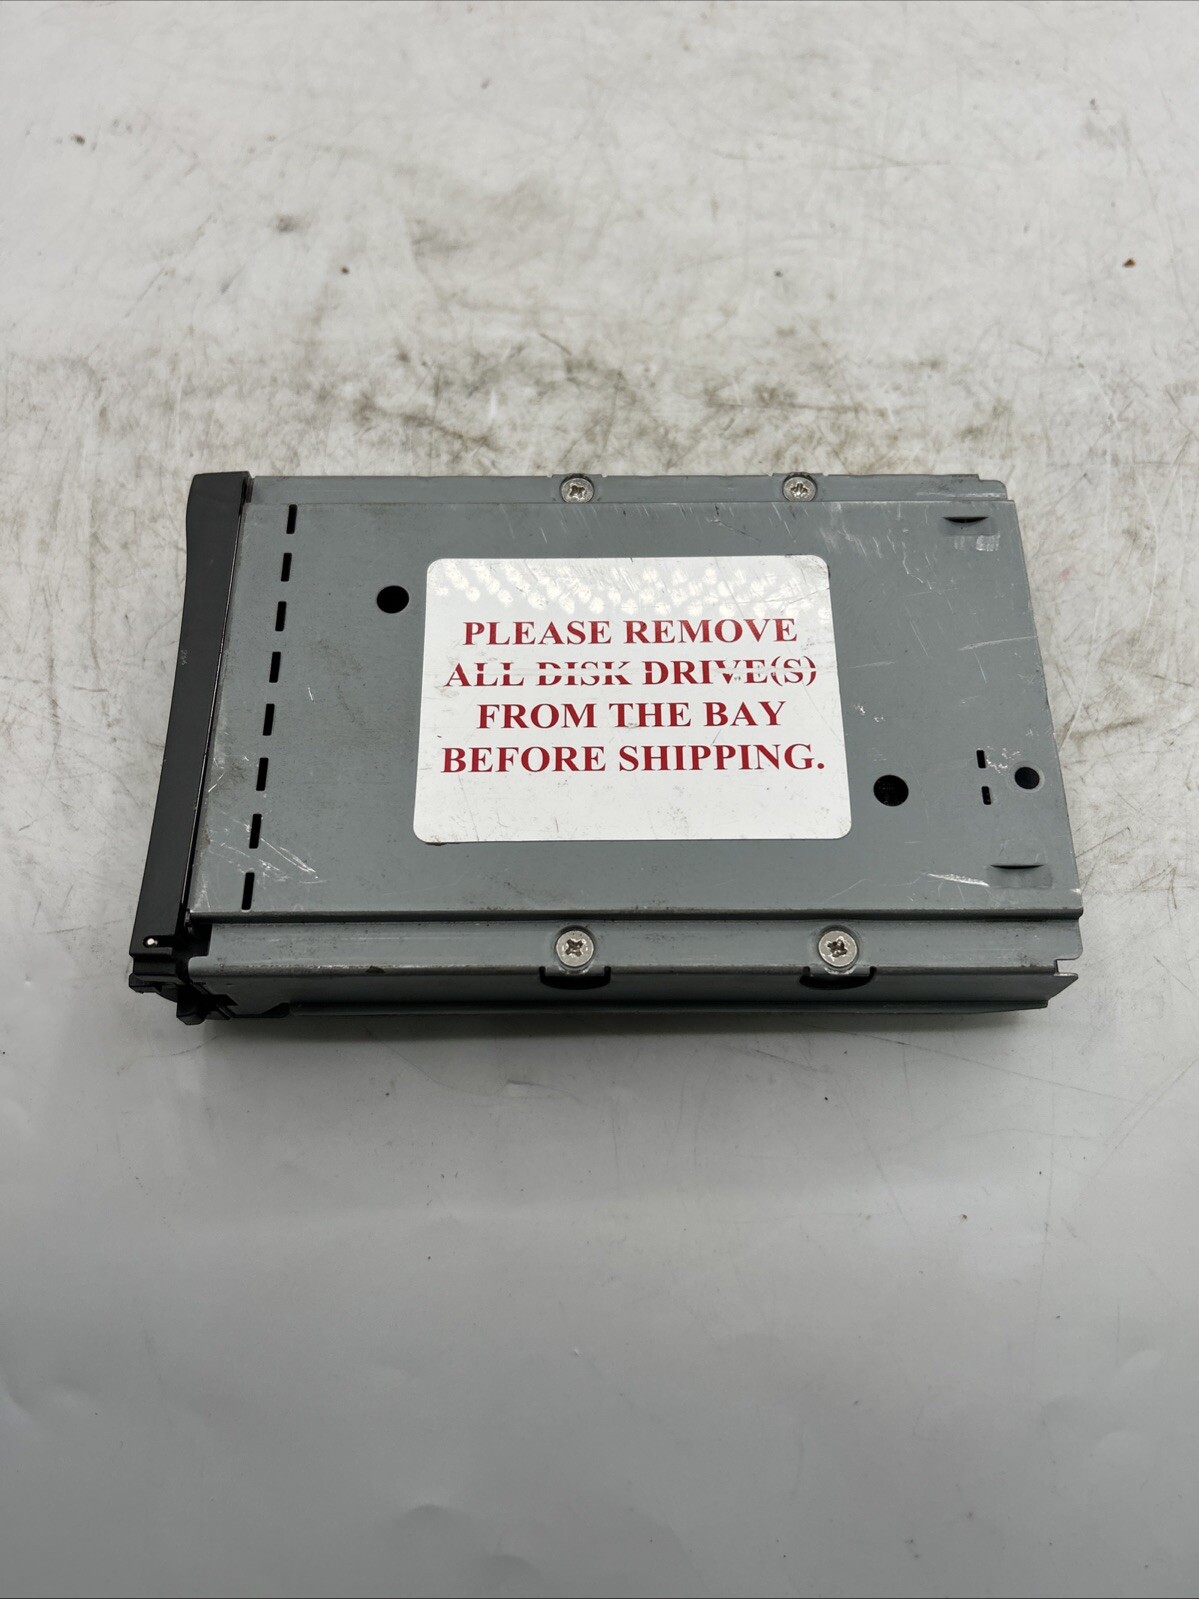 PLEASE REMOVE
ALL DISK DRIVE(S)
FROM THE BAY
BEFORE SHIPPING.